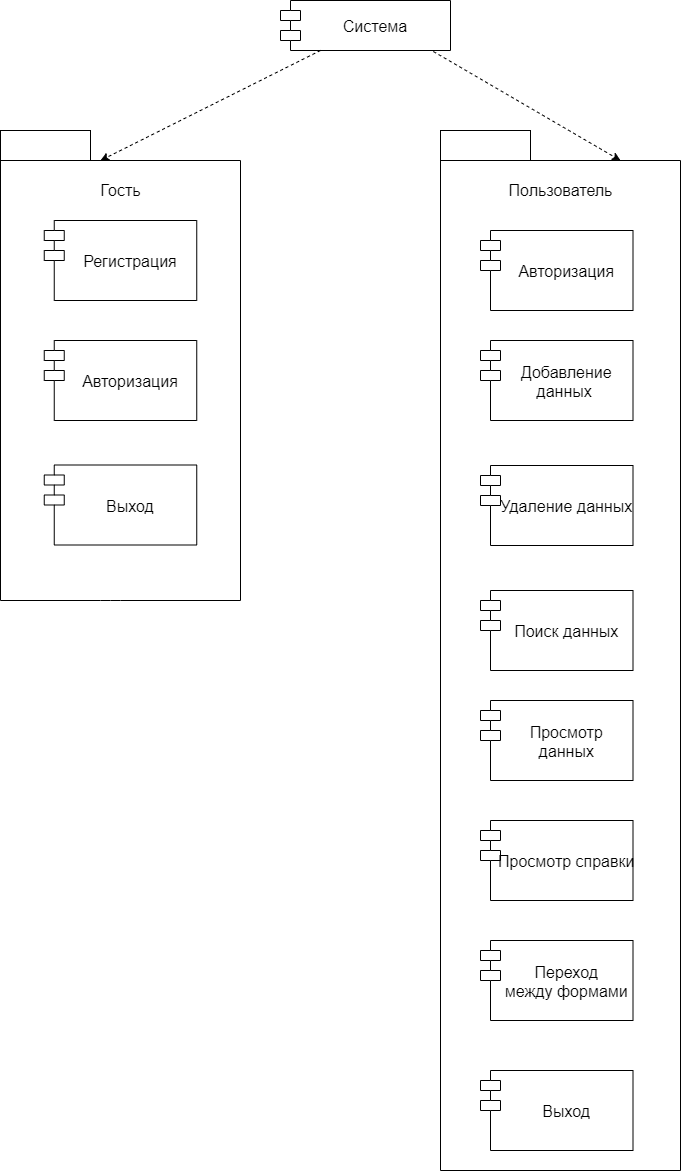 Система
Гость
Регистрация
Авторизация
Выход
Пользователь
Авторизация
Добавление
данных
Удаление данных
Поиск данных
Просмотр
данных
Просмотр справки
Переход
между формами
Выход